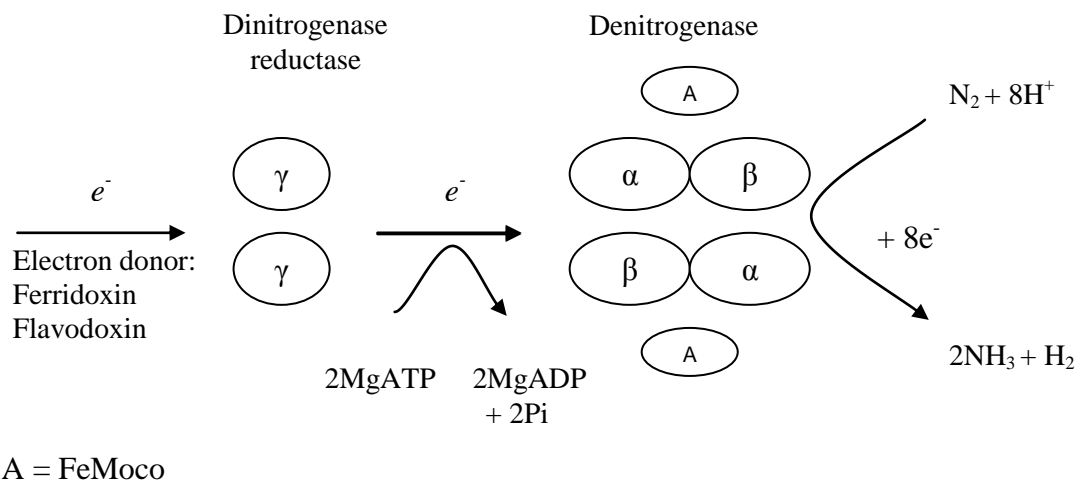 Dinitrogenase
reductase
Denitrogenase
A
N₂ + 8H⁺
γ
α
β
e⁻
e⁻
+ 8e⁻
Electron donor:
Ferridoxin
Flavodoxin
γ
β
α
A
2NH₃ + H₂
2MgATP
2MgADP
+ 2Pi
A = FeMoco